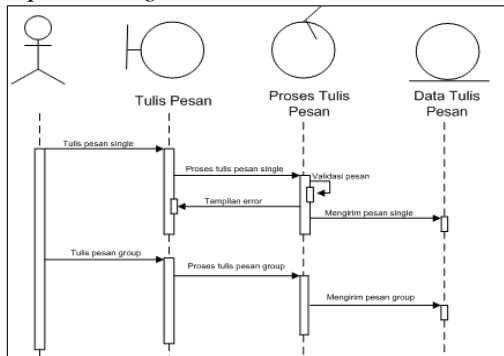 Tulis Pesan
Proses Tulis
Pesan
Data Tulis
Pesan
Tulis pesan single
Proses tulis pesan single
Validasi pesan
Tampilan error
Mengirim pesan single
Tulis pesan group
Proses tulis pesan group
Mengirim pesan group